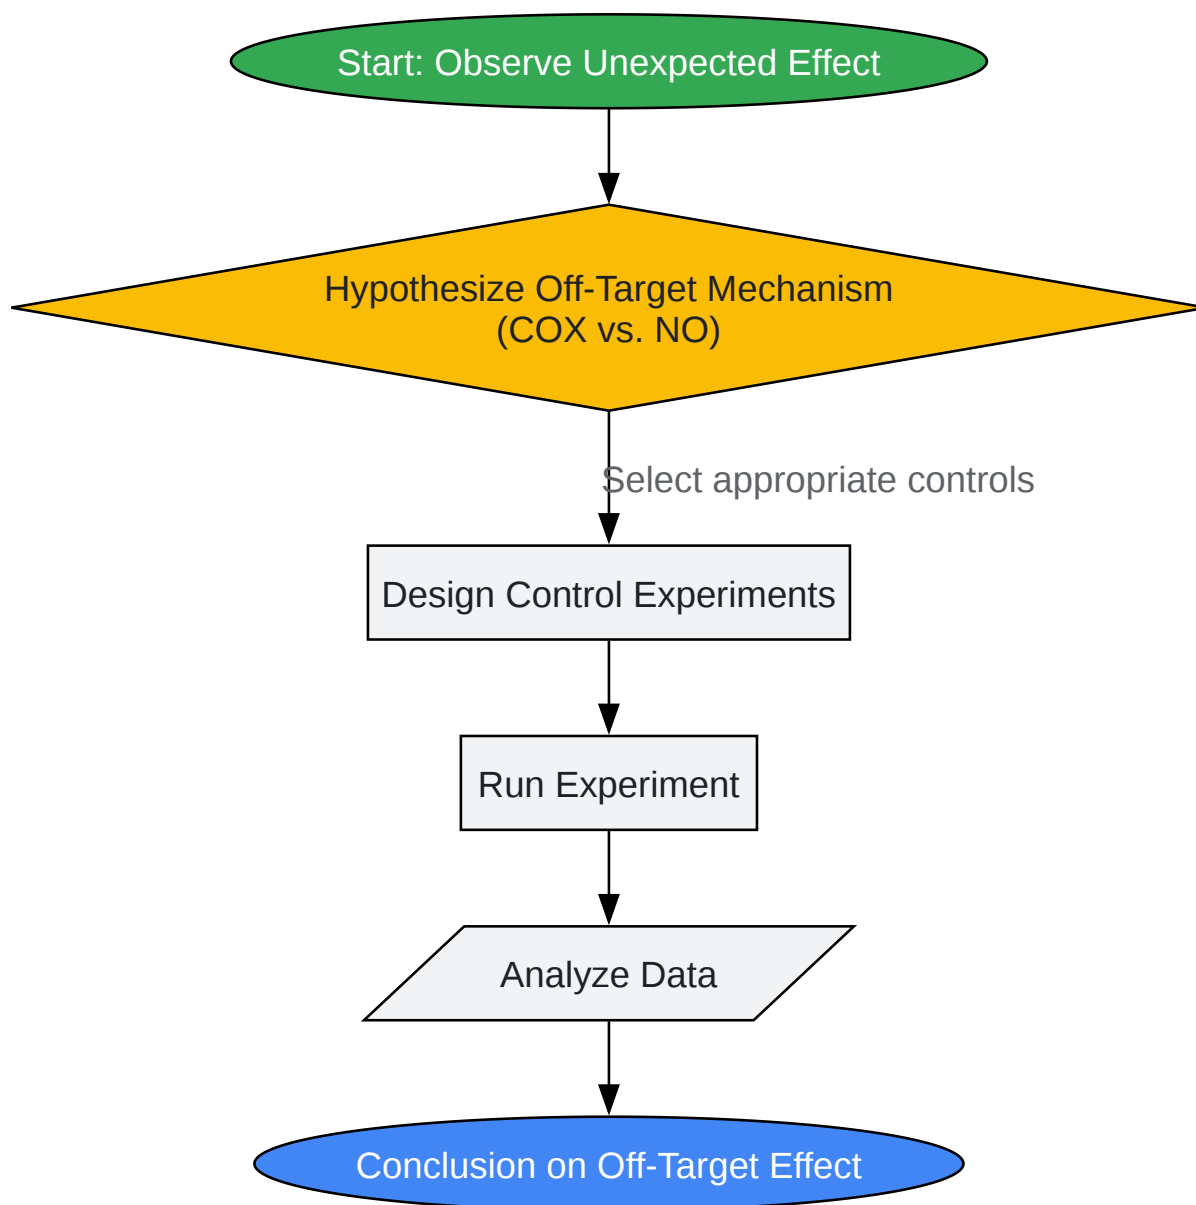 Start: Observe Unexpected Effect
Hypothesize Off-Target Mechanism
(COX vs. NO)
Select appropriate controls
Design Control Experiments
Run Experiment
Analyze Data
Conclusion on Off-Target Effect